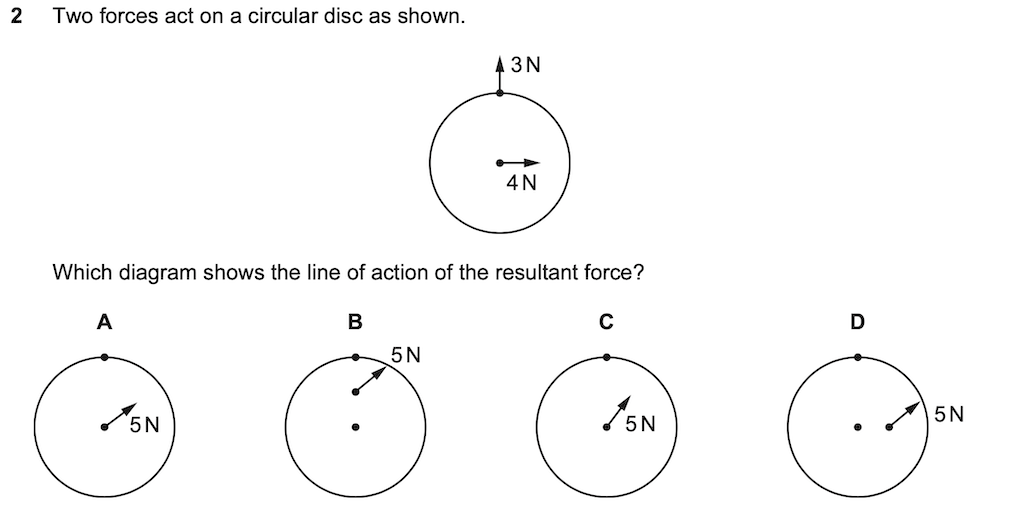 2 Two forces act on a circular disc as shown.
3 N
4 N
Which diagram shows the line of action of the resultant force?
A B C D
5 N
5 N
5 N
5 N